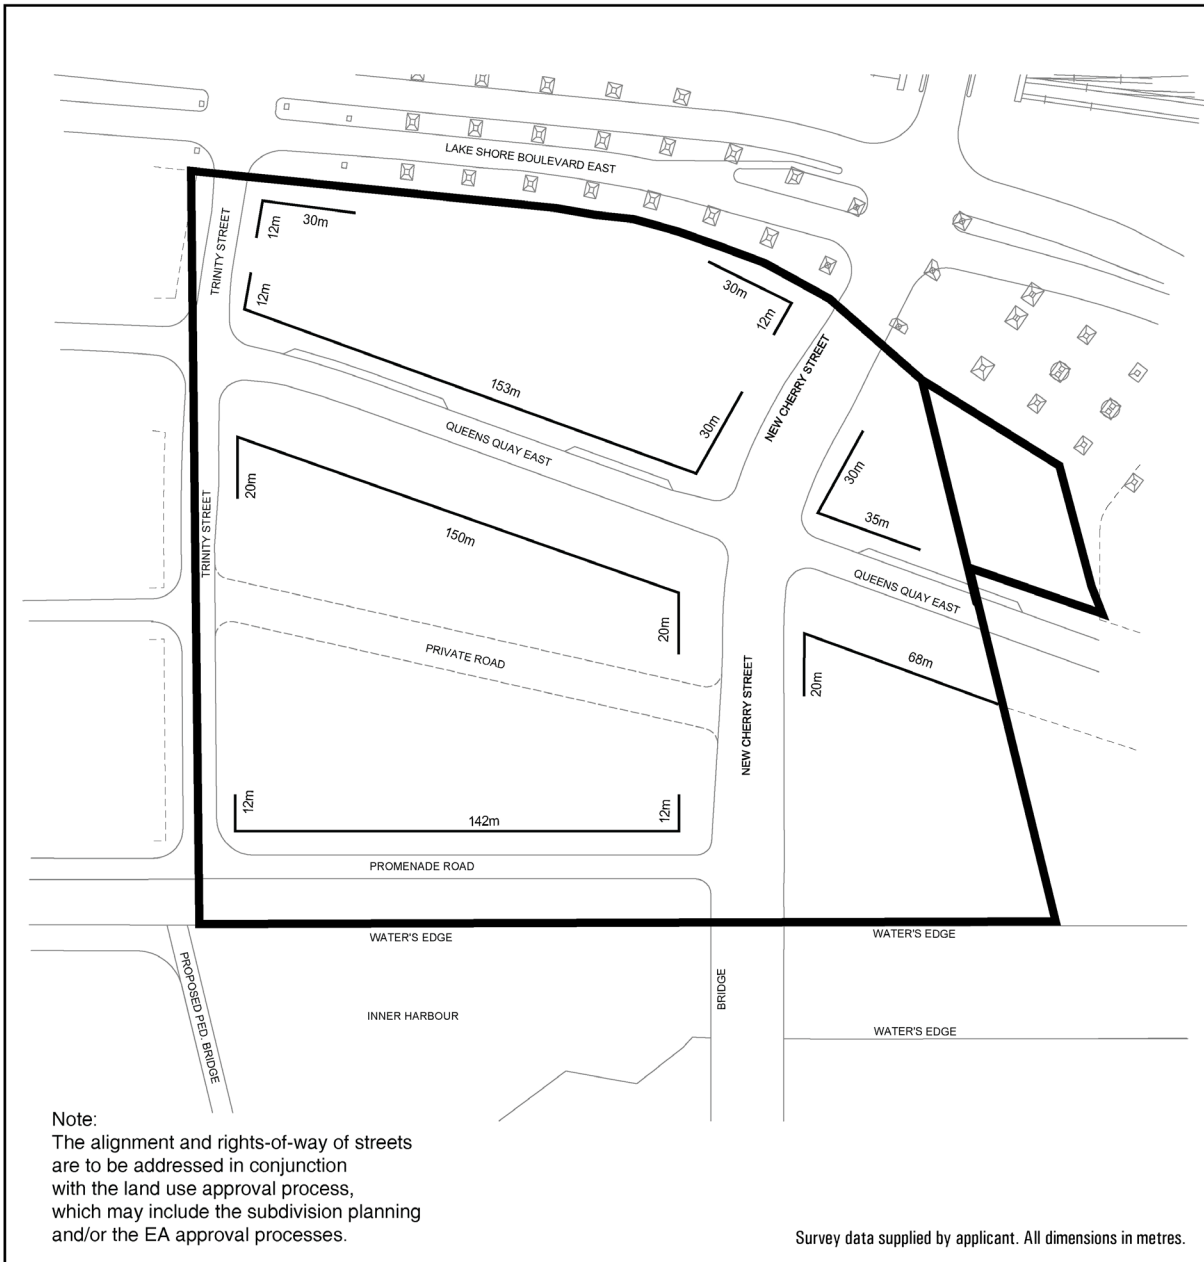 LAKE SHORE BOULEVARD EAST
TRINITY STREET
12m
30m
12m
30m
12m
153m
30m
NEW CHERRY STREET
QUEENS QUAY EAST
30m
35m
TRINITY STREET
20m
150m
20m
QUEENS QUAY EAST
PRIVATE ROAD
NEW CHERRY STREET
68m
20m
12m
142m
12m
PROMENADE ROAD
WATER'S EDGE
WATER'S EDGE
PROPOSED PED. BRIDGE
BRIDGE
INNER HARBOUR
WATER'S EDGE
Note:
The alignment and rights-of-way of streets
are to be addressed in conjunction
with the land use approval process,
which may include the subdivision planning
and/or the EA approval processes.
Survey data supplied by applicant. All dimensions in metres.